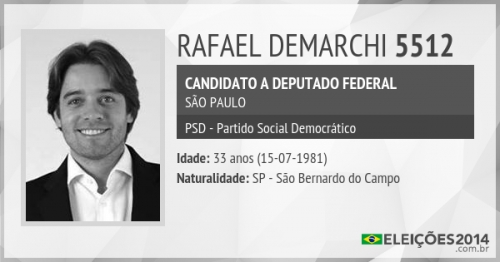 RAFAEL DEMARCHI 5512
CANDIDATO A DEPUTADO FEDERAL
SÃO PAULO
PSD - Partido Social Democrático
Idade: 33 anos (15-07-1981)
Naturalidade: SP - São Bernardo do Campo
ELEIÇÕES2014
.com.br